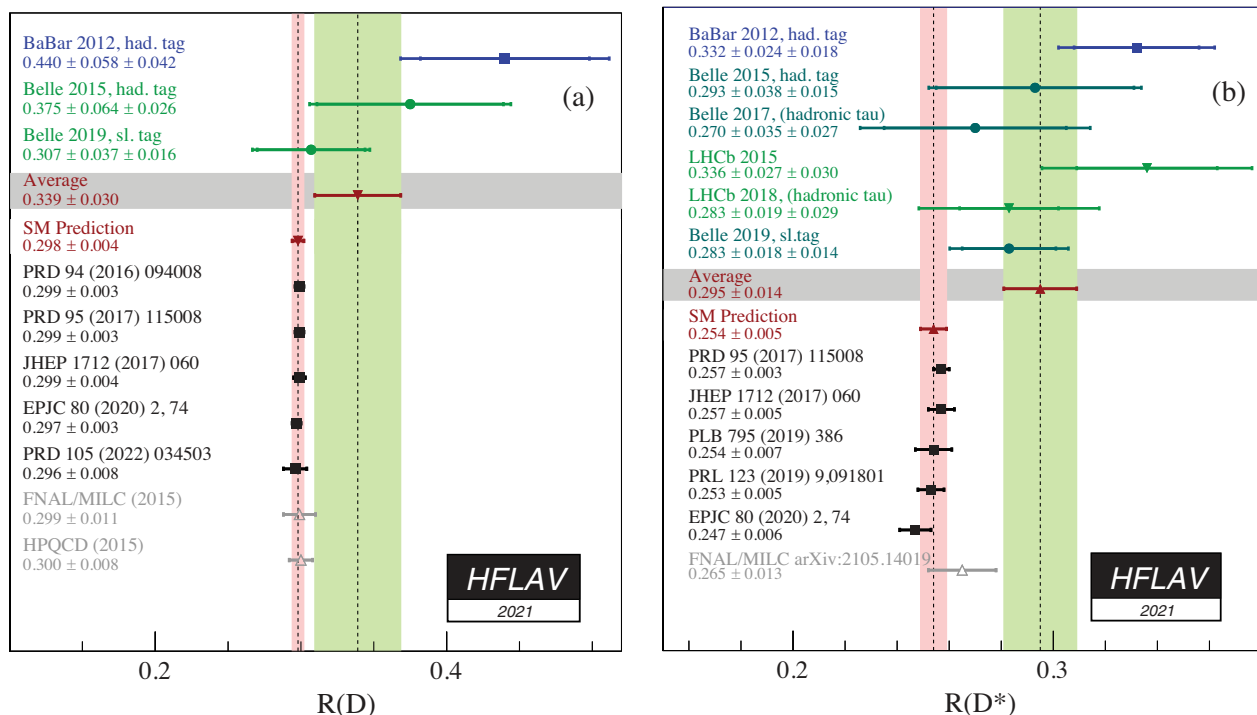 BaBar 2012, had. tag
0.440 ± 0.058 ± 0.042
Belle 2015, had. tag
0.375 ± 0.064 ± 0.026
Belle 2019, sl. tag
0.307 ± 0.037 ± 0.016
Average
0.339 ± 0.030
SM Prediction
0.298 ± 0.004
PRD 94 (2016) 094008
0.299 ± 0.003
PRD 95 (2017) 115008
0.299 ± 0.003
JHEP 1712 (2017) 060
0.299 ± 0.004
EPJC 80 (2020) 2, 74
0.297 ± 0.003
PRD 105 (2022) 034503
0.296 ± 0.008
FNAL/MILC (2015)
0.299 ± 0.011
HPQCD (2015)
0.300 ± 0.008
(a)
HFLAV
2021
0.2
0.4
R(D)
BaBar 2012, had. tag
0.332 ± 0.024 ± 0.018
Belle 2015, had. tag
0.293 ± 0.038 ± 0.015
Belle 2017, (hadronic tau)
0.270 ± 0.035 ± 0.027
LHCb 2015
0.336 ± 0.027 ± 0.030
LHCb 2018, (hadronic tau)
0.283 ± 0.019 ± 0.029
Belle 2019, sl.tag
0.283 ± 0.018 ± 0.014
Average
0.295 ± 0.014
SM Prediction
0.254 ± 0.005
PRD 95 (2017) 115008
0.257 ± 0.003
JHEP 1712 (2017) 060
0.257 ± 0.005
PLB 795 (2019) 386
0.254 ± 0.007
PRL 123 (2019) 9,091801
0.253 ± 0.005
EPJC 80 (2020) 2, 74
0.247 ± 0.006
FNAL/MILC arXiv:2105.14019
0.265 ± 0.013
(b)
HFLAV
2021
0.2
0.3
R(D*)